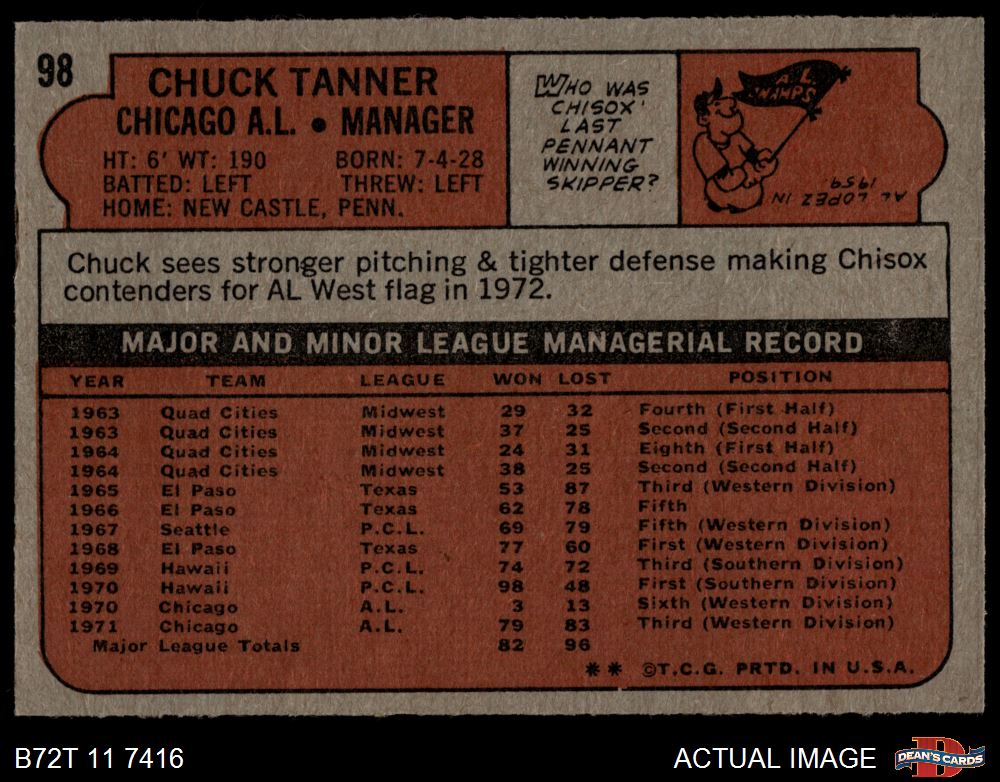 98
CHUCK TANNER
CHICAGO A.L. • MANAGER
HT: 6' WT: 190 BORN: 7-4-28
BATTED: LEFT THREW: LEFT
HOME: NEW CASTLE, PENN.
WHO WAS
CHISOX'
LAST
PENNANT
WINNING
SKIPPER?
A L
CHAMPS
AL LOPEZ IN
1959.
Chuck sees stronger pitching & tighter defense making Chisox
contenders for AL West flag in 1972.
MAJOR AND MINOR LEAGUE MANAGERIAL RECORD
YEAR TEAM LEAGUE WON LOST POSITION
1963 Quad Cities Midwest 29 32 Fourth (First Half)
1963 Quad Cities Midwest 37 25 Second (Second Half)
1964 Quad Cities Midwest 24 31 Eighth (First Half)
1964 Quad Cities Midwest 38 25 Second (Second Half)
1965 El Paso Texas 53 87 Third (Western Division)
1966 El Paso Texas 62 78 Fifth
1967 Seattle P.C.L. 69 79 Fifth (Western Division)
1968 El Paso Texas 77 60 First (Western Division)
1969 Hawaii P.C.L. 74 72 Third (Southern Division)
1970 Hawaii P.C.L. 98 48 First (Southern Division)
1970 Chicago A.L. 3 13 Sixth (Western Division)
1971 Chicago A.L. 79 83 Third (Western Division)
Major League Totals 82 96
** ©T.C.G. PRTD. IN U.S.A.
B72T 11 7416 ACTUAL IMAGE
D
DEAN'S CARDS